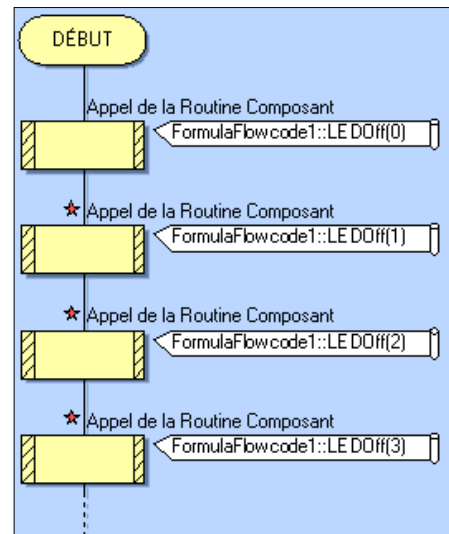 DÉBUT
Appel de la Routine Composant
FormulaFlowcode1::LEDOff(0)
Appel de la Routine Composant
FormulaFlowcode1::LEDOff(1)
Appel de la Routine Composant
FormulaFlowcode1::LEDOff(2)
Appel de la Routine Composant
FormulaFlowcode1::LEDOff(3)